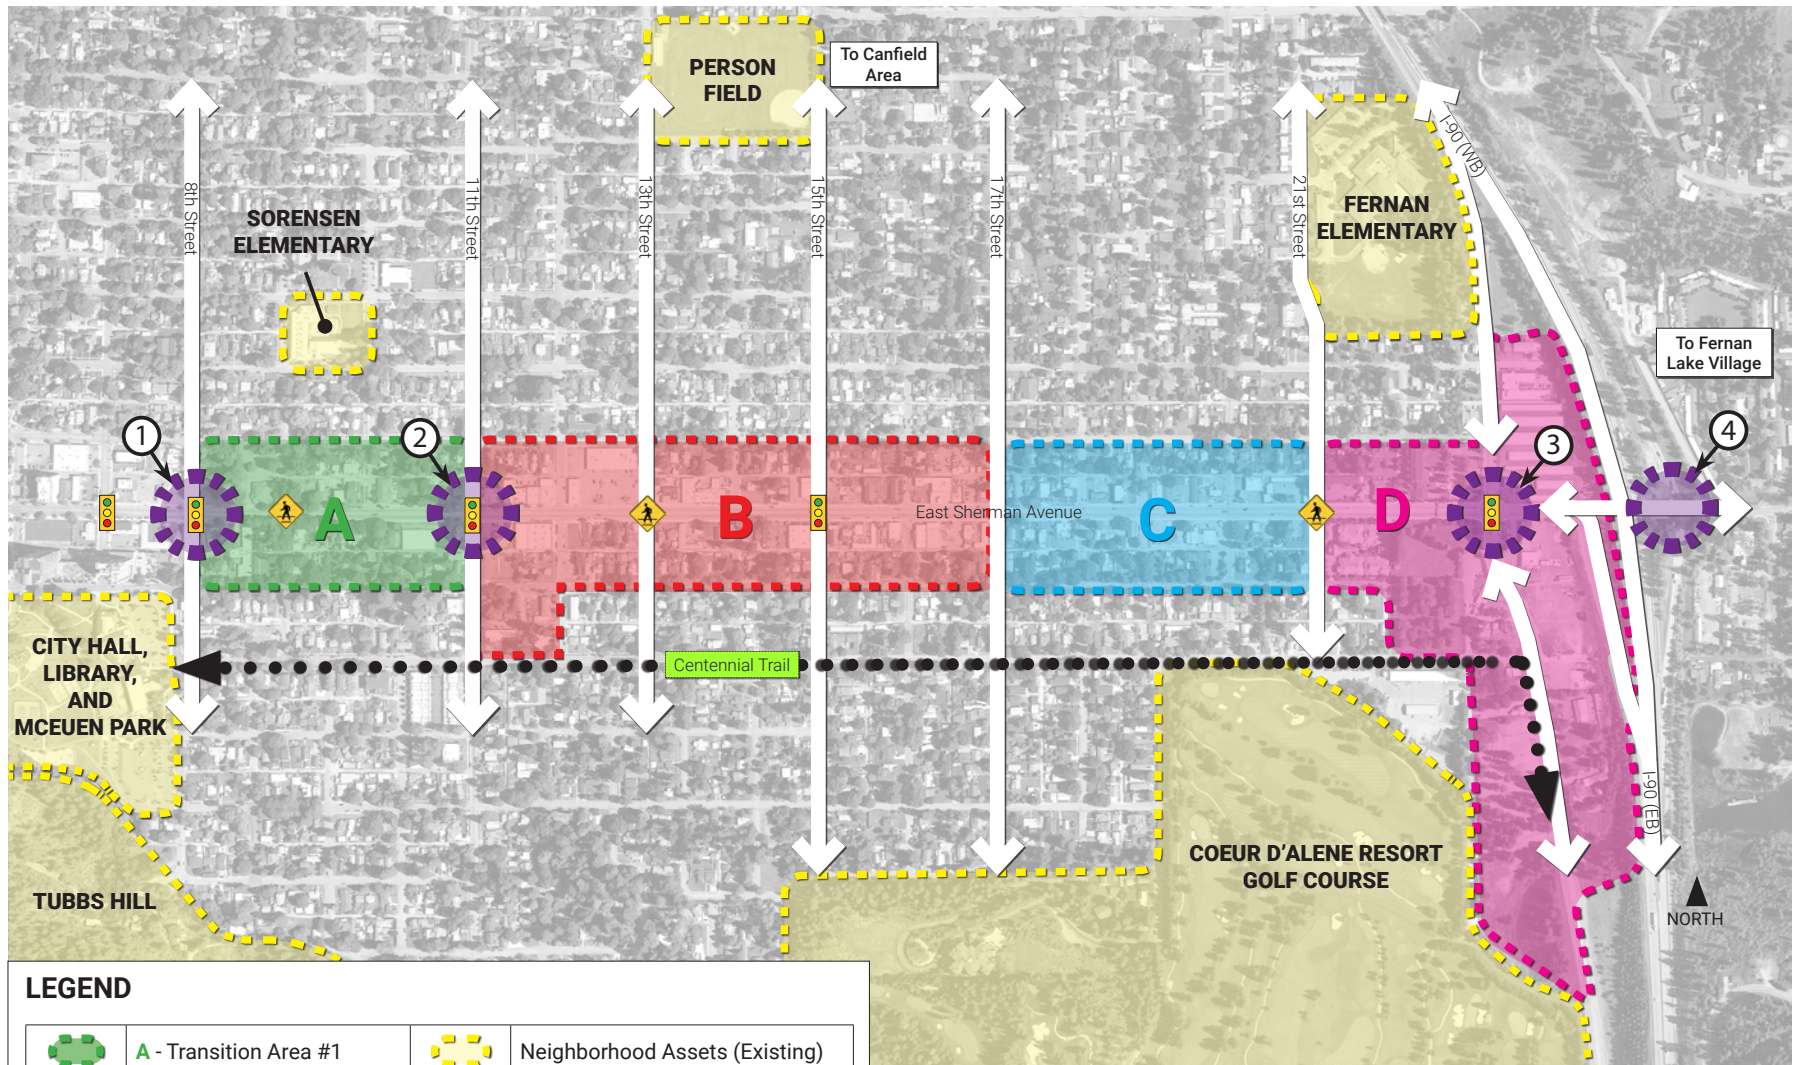 PERSON
FIELD
To Canfield
Area
8th Street
11th Street
13th Street
15th Street
17th Street
21st Street
I-90 (WB)
SORENSEN
ELEMENTARY
FERNAN
ELEMENTARY
To Fernan
Lake Village
1
2
3
4
A
B
East Sherman Avenue
C
D
CITY HALL,
LIBRARY,
AND
MCEUEN PARK
Centennial Trail
I-90 (EB)
COEUR D'ALENE RESORT
GOLF COURSE
TUBBS HILL
NORTH
LEGEND
A - Transition Area #1
Neighborhood Assets (Existing)